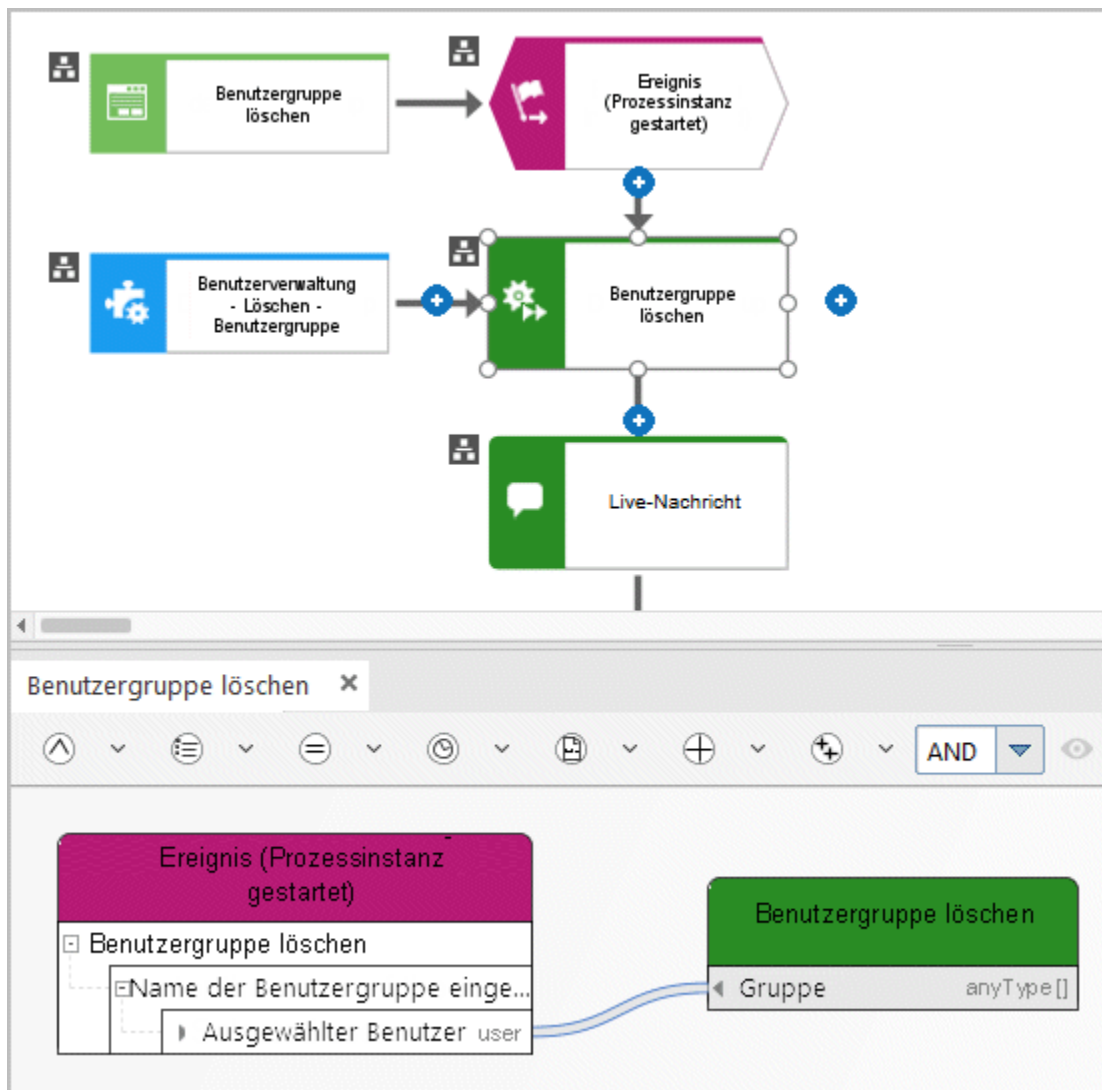 Benutzergruppe
löschen
Ereignis
(Prozessinstanz
gestartet)
Benutzerverwaltung
- Löschen -
Benutzergruppe
Benutzergruppe
löschen
Live-Nachricht
Benutzergruppe löschen
AND
Ereignis (Prozessinstanz
gestartet)
Benutzergruppe löschen
Name der Benutzergruppe einge...
Ausgewählter Benutzer user
Benutzergruppe löschen
Gruppe anyType[]